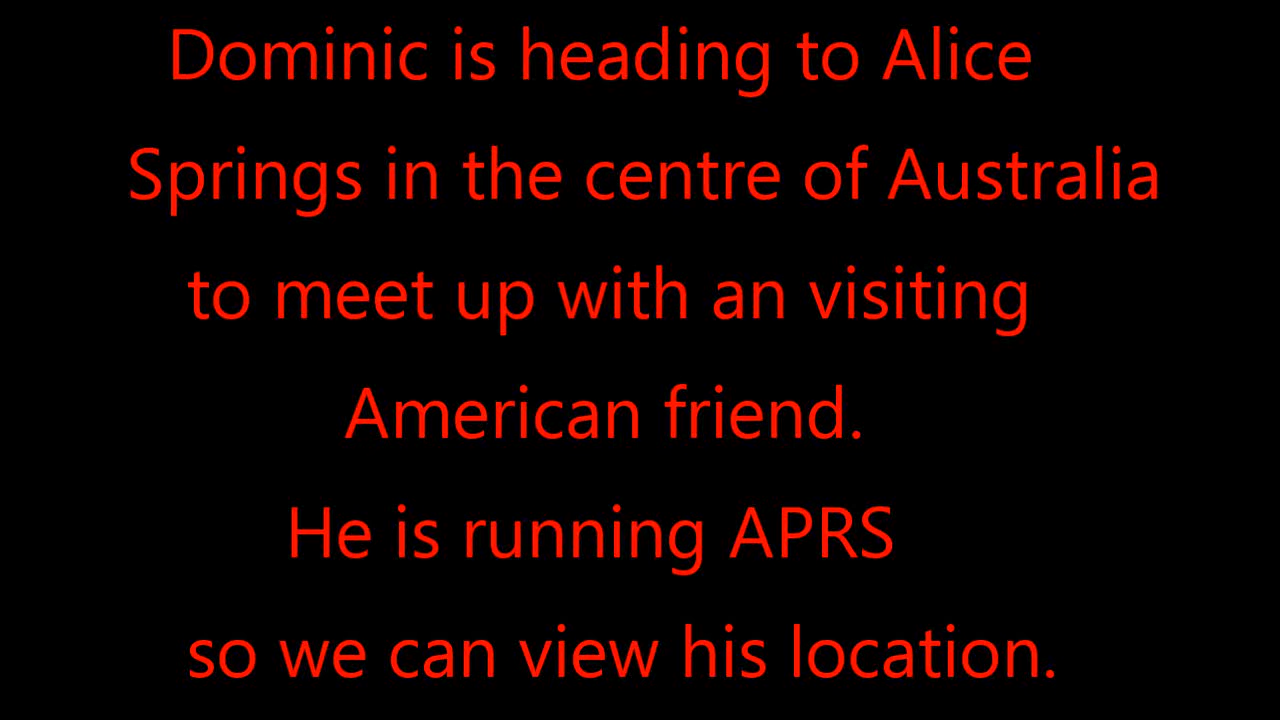 Dominic is heading to Alice
Springs in the centre of Australia
to meet up with an visiting
American friend.
He is running APRS
so we can view his location.